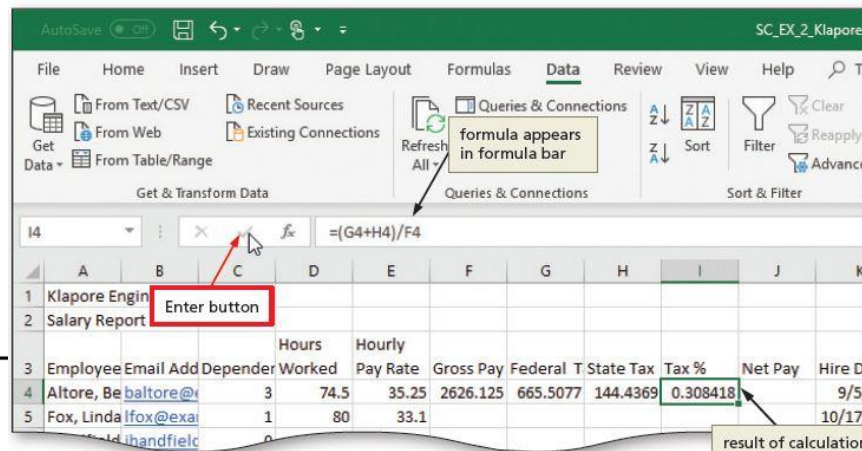 AutoSave Off SC_EX_2_Klapore
File Home Insert Draw Page Layout Formulas Data Review View Help
Get Data
From Text/CSV
From Web
From Table/Range
Recent Sources
Existing Connections
Get & Transform Data
Refresh All
Queries & Connections
Queries & Connections
formula appears
in formula bar
Sort
Filter
Clear
Reapply
Advance
Sort & Filter
I4 fx =(G4+H4)/F4
Enter button
A B C D E F G H I J K
1 Klapore Engin
2 Salary Report
Hours Hourly
3 Employee Email Add Depender Worked Pay Rate Gross Pay Federal T State Tax Tax % Net Pay Hire D
4 Altore, Be baltore@e 3 74.5 35.25 2626.125 665.5077 144.4369 0.308418 9/5
5 Fox, Linda lfox@exa 1 80 33.1 10/17
jhandfield
result of calculation